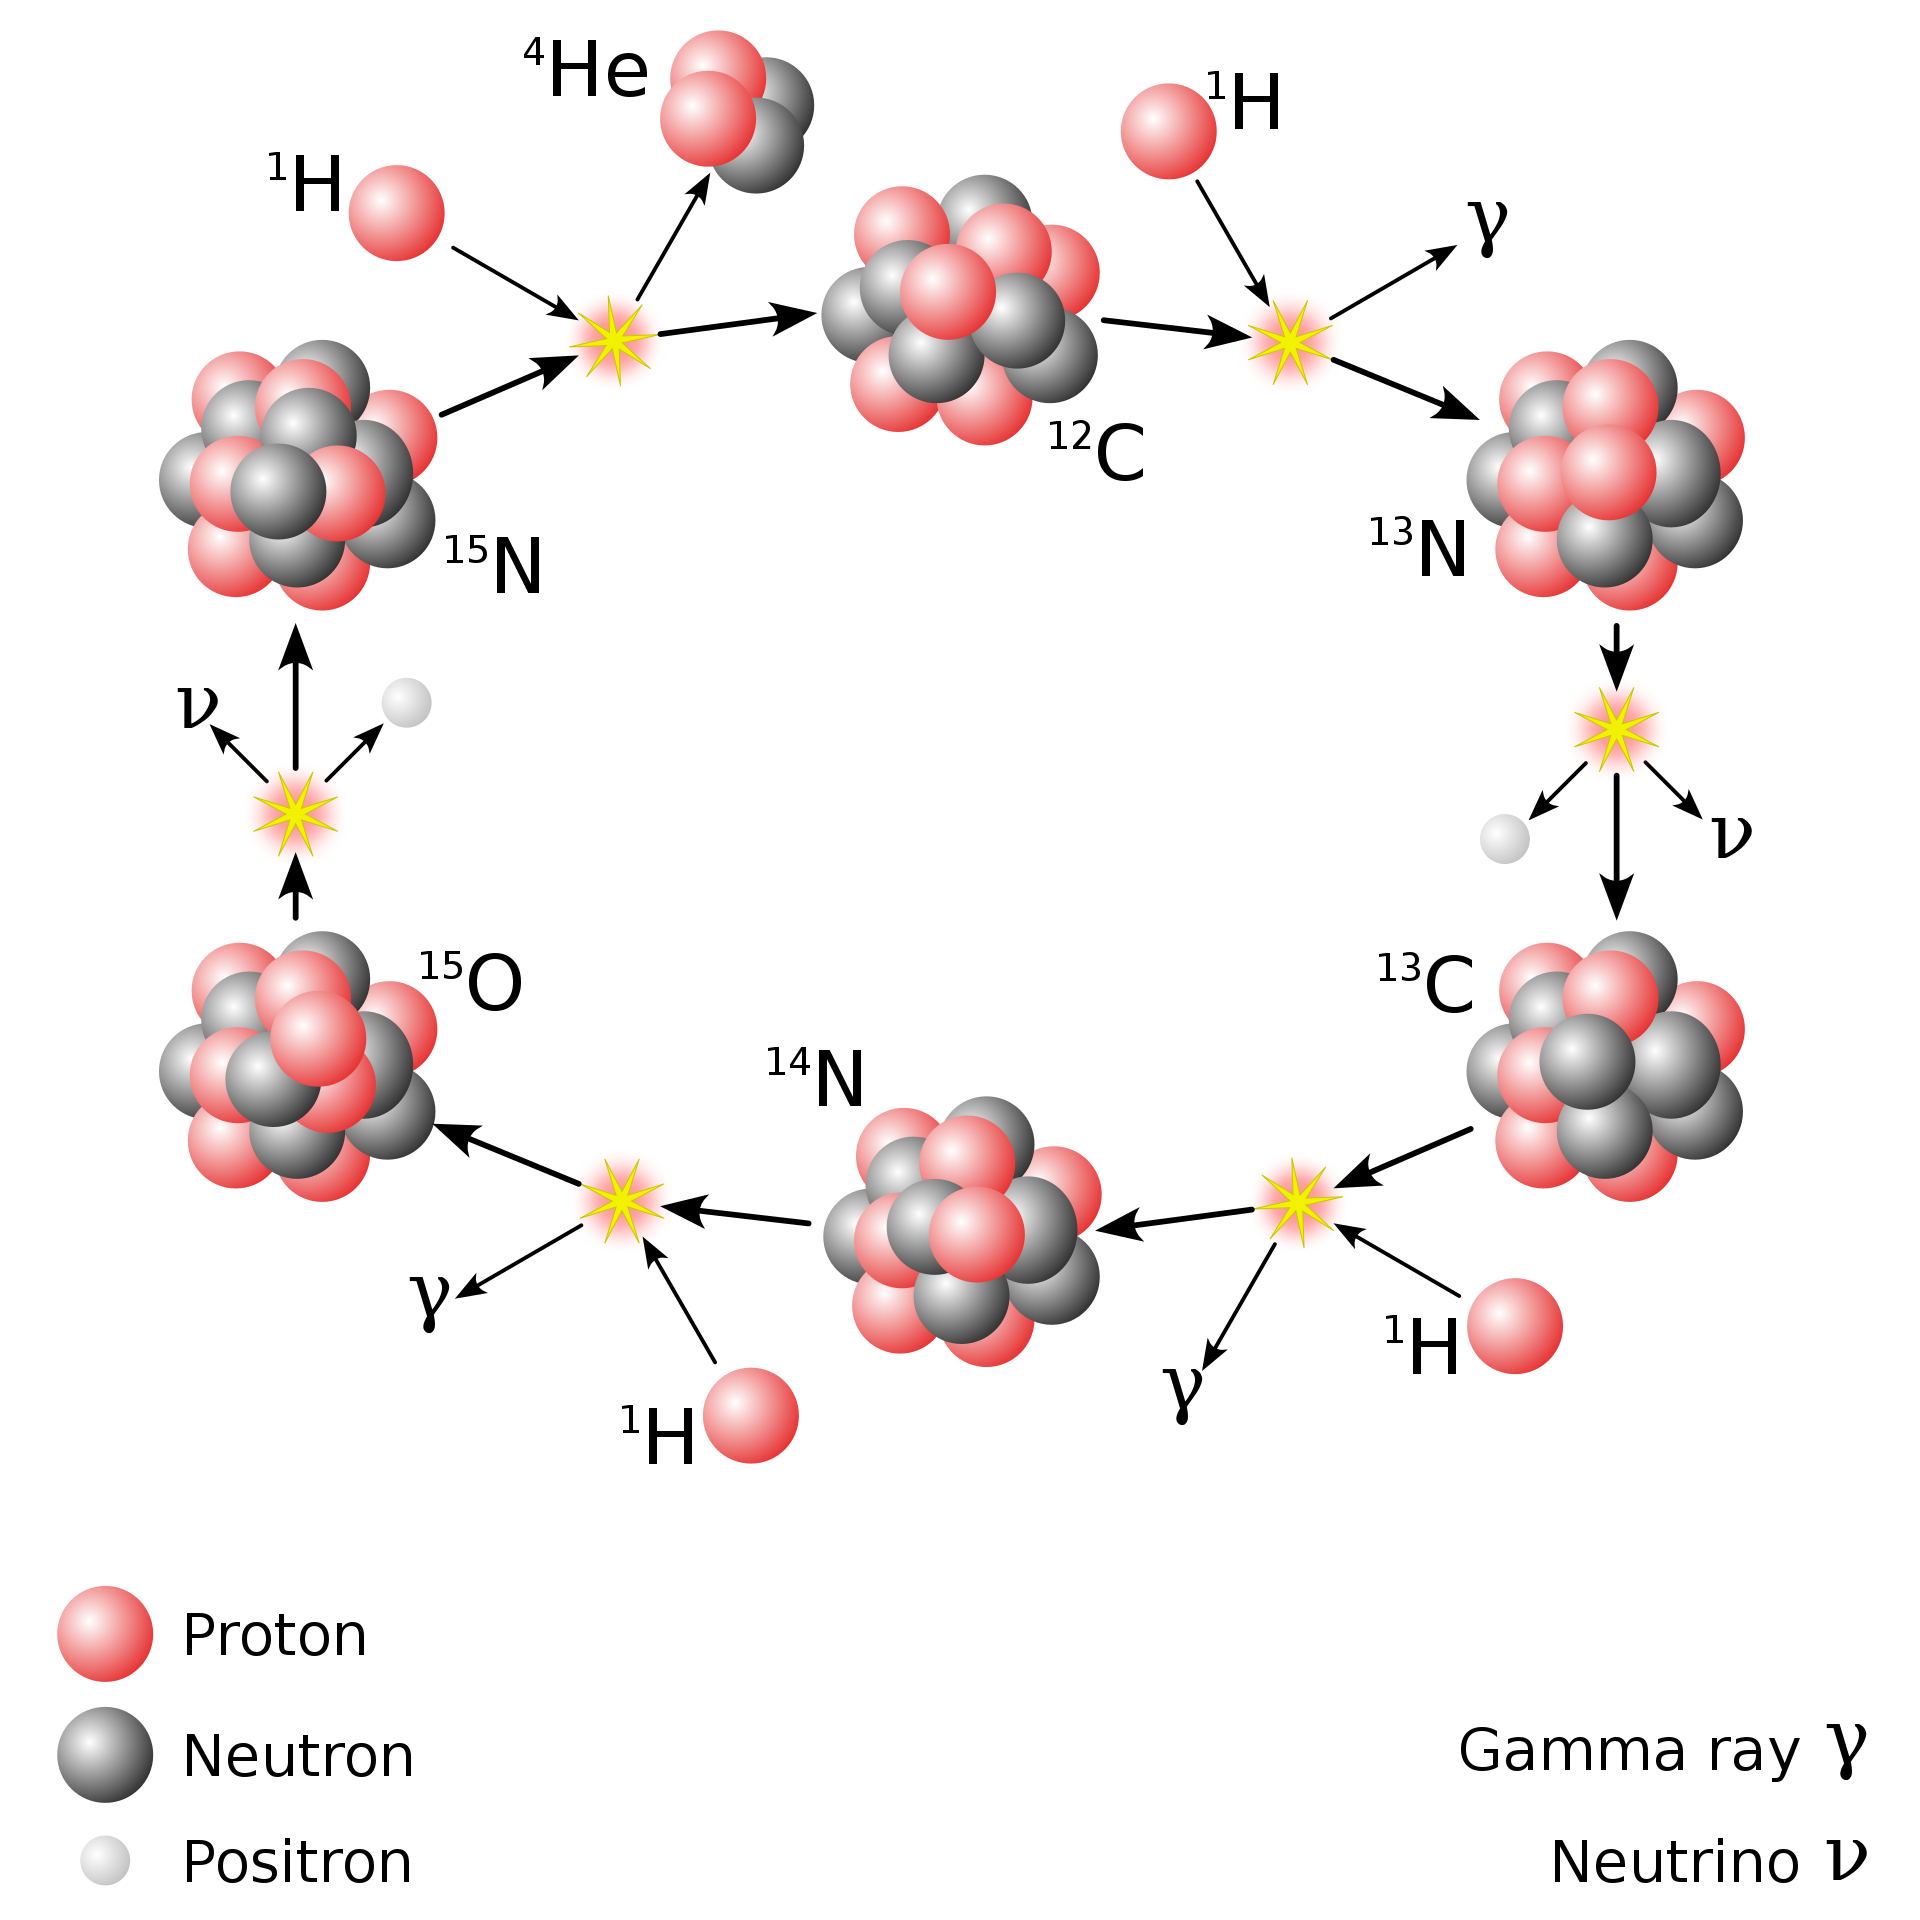 ⁴He
¹H
¹H
γ
¹²C
¹³N
¹⁵N
ν
ν
¹⁵O
¹³C
¹⁴N
γ
¹H
γ
¹H
Proton
Neutron
Gamma ray γ
Positron
Neutrino ν